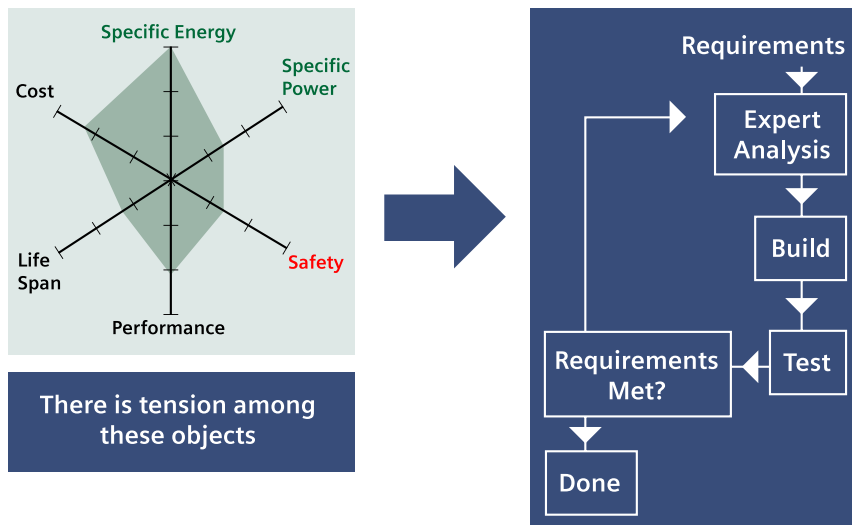 Specific Energy
Specific
Power
Cost
Life
Span
Safety
Performance
There is tension among
these objects
Requirements
Expert
Analysis
Build
Test
Requirements
Met?
Done